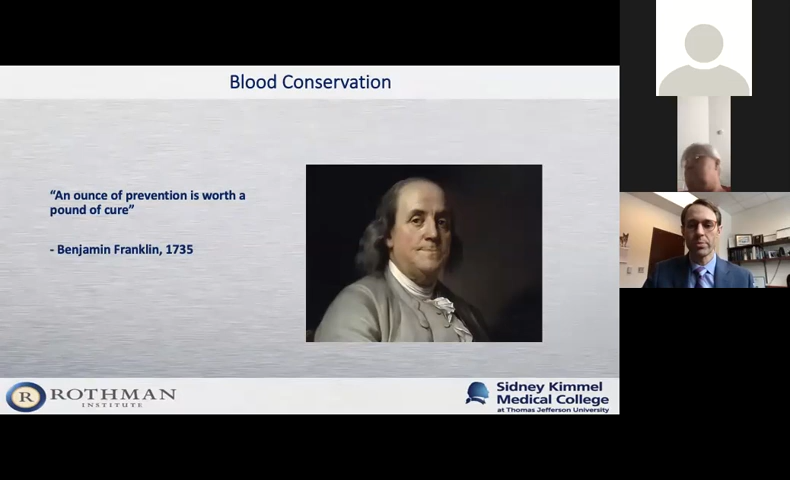 Blood Conservation
“An ounce of prevention is worth a
pound of cure”
- Benjamin Franklin, 1735
R ROTHMAN
INSTITUTE
Sidney Kimmel
Medical College
at Thomas Jefferson University